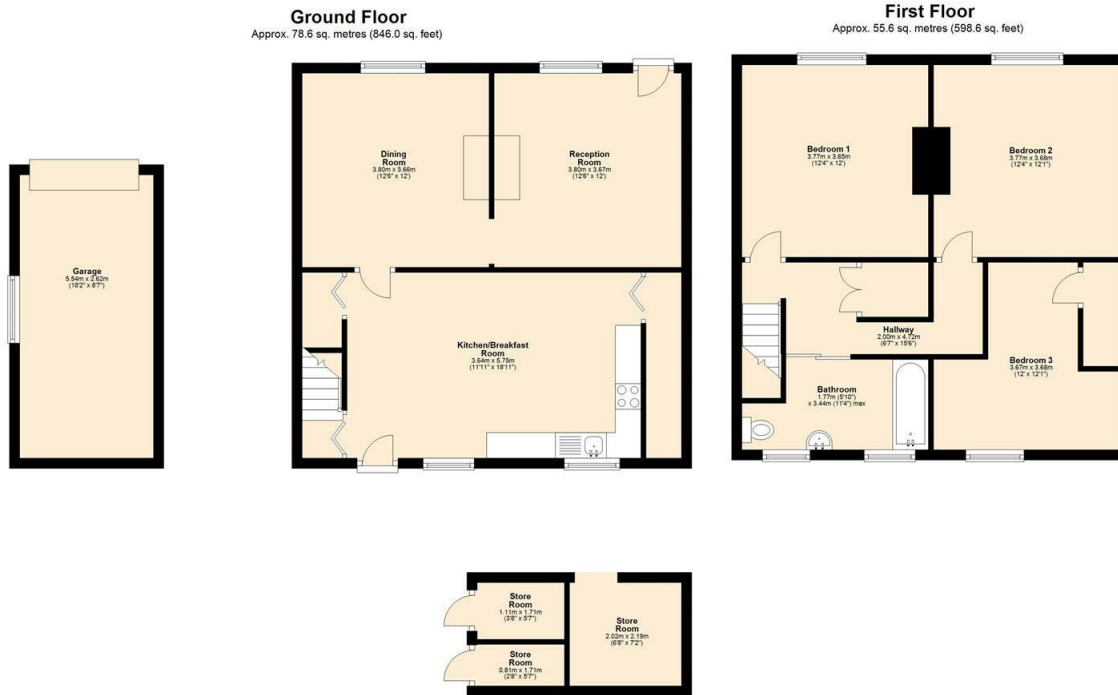 Ground Floor
Approx. 78.6 sq. metres (846.0 sq. feet)
First Floor
Approx. 55.6 sq. metres (598.6 sq. feet)
Garage
5.54m x 2.62m
(18'2" x 8'7")
Dining
Room
3.80m x 3.66m
(12'6" x 12')
Reception
Room
3.80m x 3.67m
(12'6" x 12')
Kitchen/Breakfast
Room
3.64m x 5.75m
(11'11" x 18'11")
Bedroom 1
3.77m x 3.65m
(12'4" x 12')
Bedroom 2
3.77m x 3.68m
(12'4" x 12'1")
Hallway
2.00m x 4.72m
(6'7" x 15'6")
Bedroom 3
3.67m x 3.68m
(12' x 12'1")
Bathroom
1.77m (5'10")
x 3.44m (11'4") max
Store
Room
1.11m x 1.71m
(3'8" x 5'7")
Store
Room
2.02m x 2.19m
(6'8" x 7'2")
Store
Room
0.81m x 1.71m
(2'8" x 5'7")